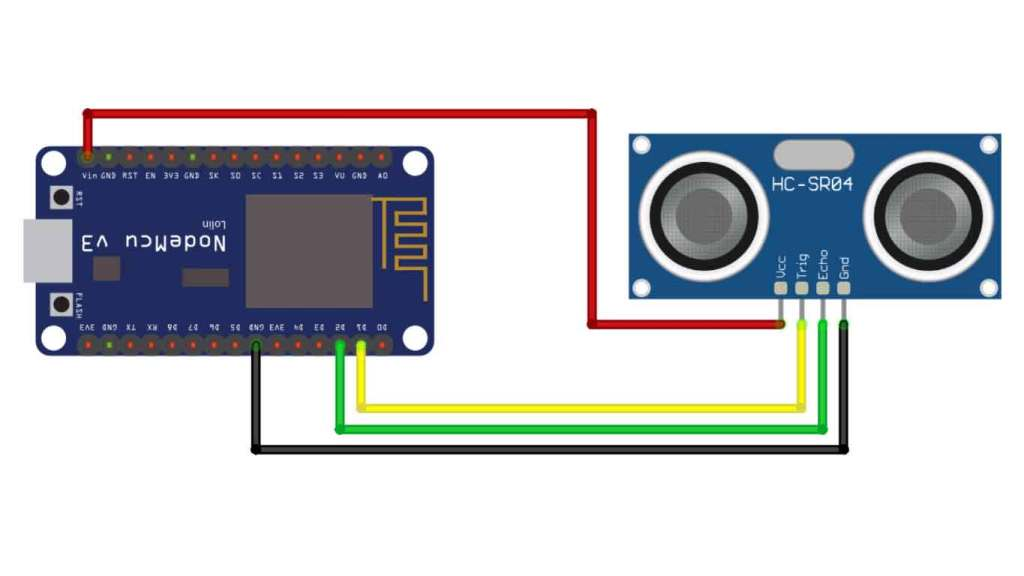 Vin GND RST EN 3V3 GND SK SO SC S1 S2 S3 VU AO
RST
Lolin
NodeMcu v3
FLASH
3V3 GND TX RX D8 D7 D6 D5 GND 3V3 D4 D3 D2 D1 D0
HC-SR04
Vcc
Trig
Echo
Gnd